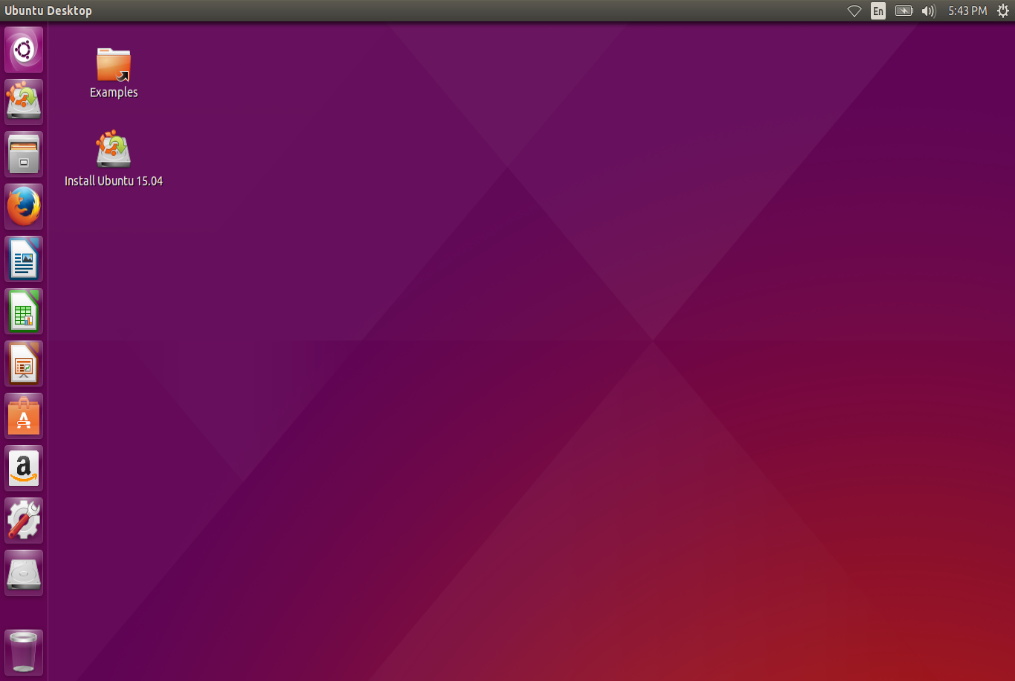 Ubuntu Desktop
En
5:43 PM
Examples
Install Ubuntu 15.04
A
a